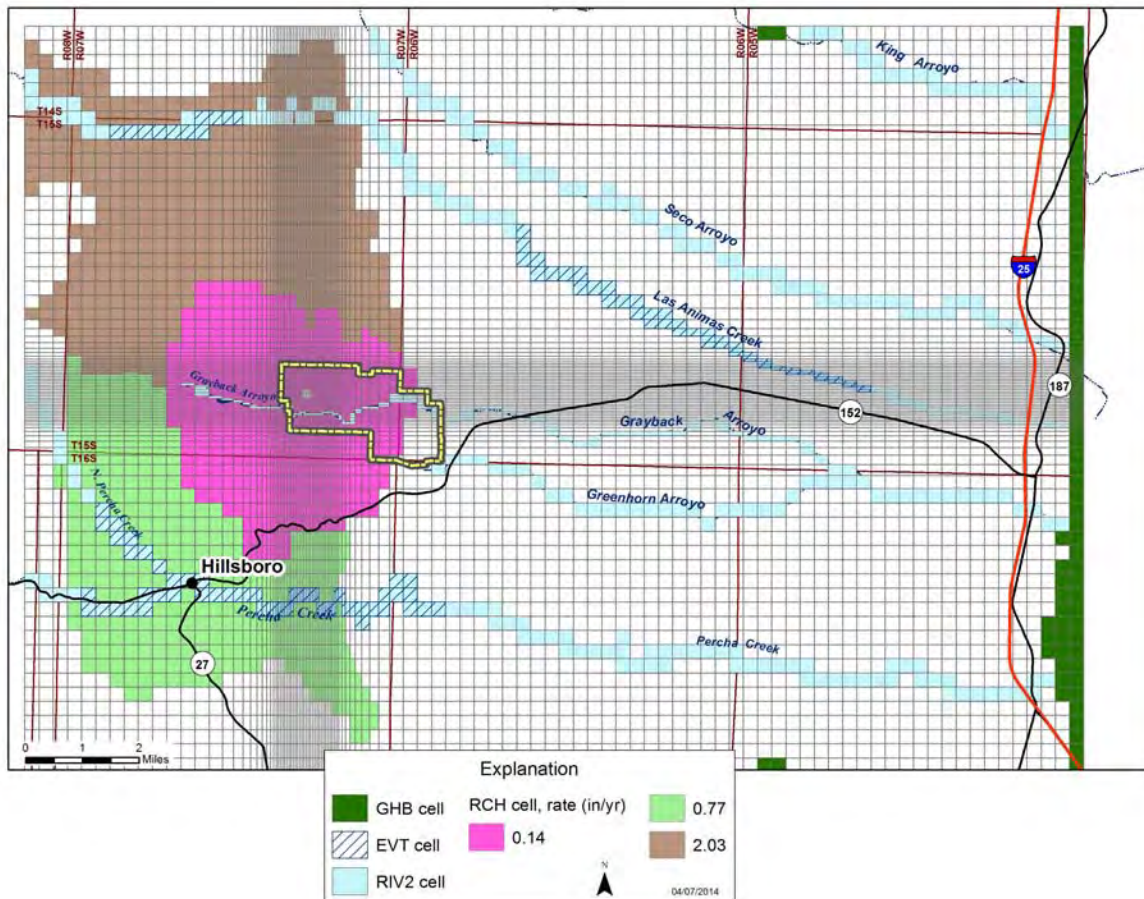 R08W
R07W
R07W
R06W
R06W
R05W
King Arroyo
T14S
T15S
Seco Arroyo
25
Las Animas Creek
187
Grayback Arroyo
152
Grayback Arroyo
T15S
T16S
N. Percha Creek
Greenhorn Arroyo
Hillsboro
Percha Creek
Percha Creek
27
0 1 2
Miles
Explanation
GHB cell
RCH cell, rate (in/yr)
0.77
EVT cell
0.14
2.03
RIV2 cell
N
04/07/2014